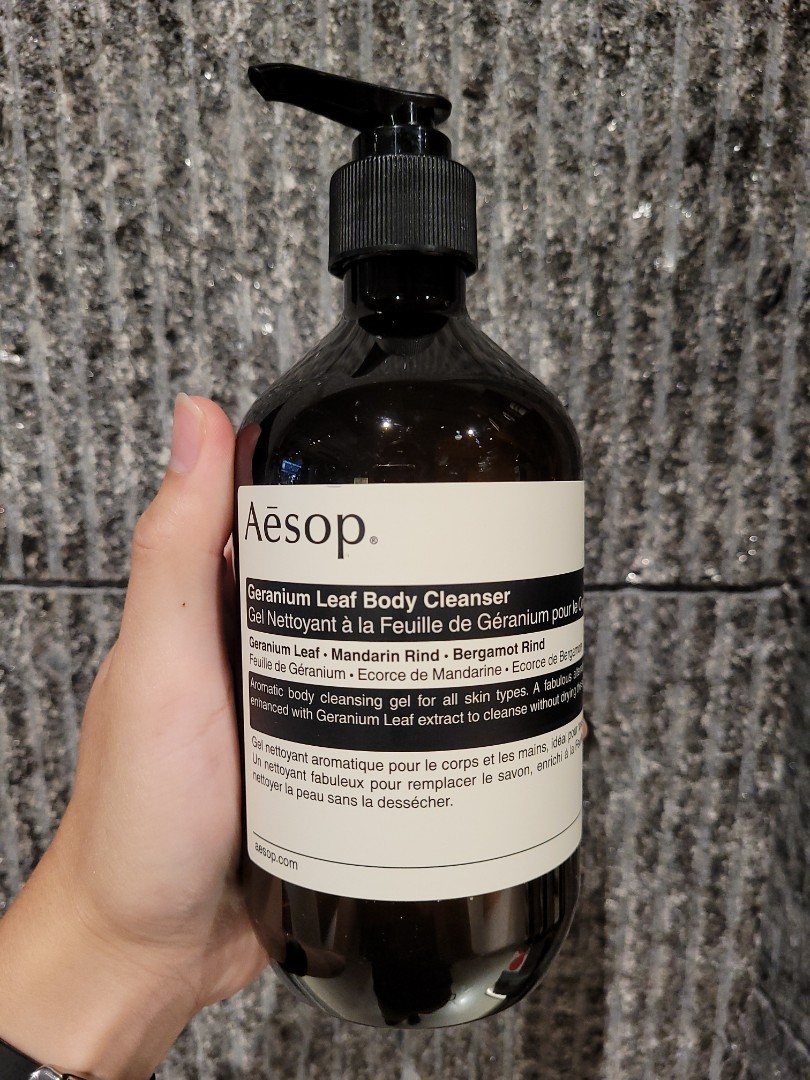 Aēsop®
Geranium Leaf Body Cleanser
Gel Nettoyant à la Feuille de Géranium pour le
Geranium Leaf • Mandarin Rind • Bergamot Rind
Feuille de Géranium • Ecorce de Mandarine • Ecorce de
Aromatic body cleansing gel for all skin types. A fabulous
enhanced with Geranium Leaf extract to cleanse without drying
Gel nettoyant aromatique pour le corps et les mains, idéa
Un nettoyant fabuleux pour remplacer le savon, enrichi à la
nettoyer la peau sans la dessécher.
aesop.com